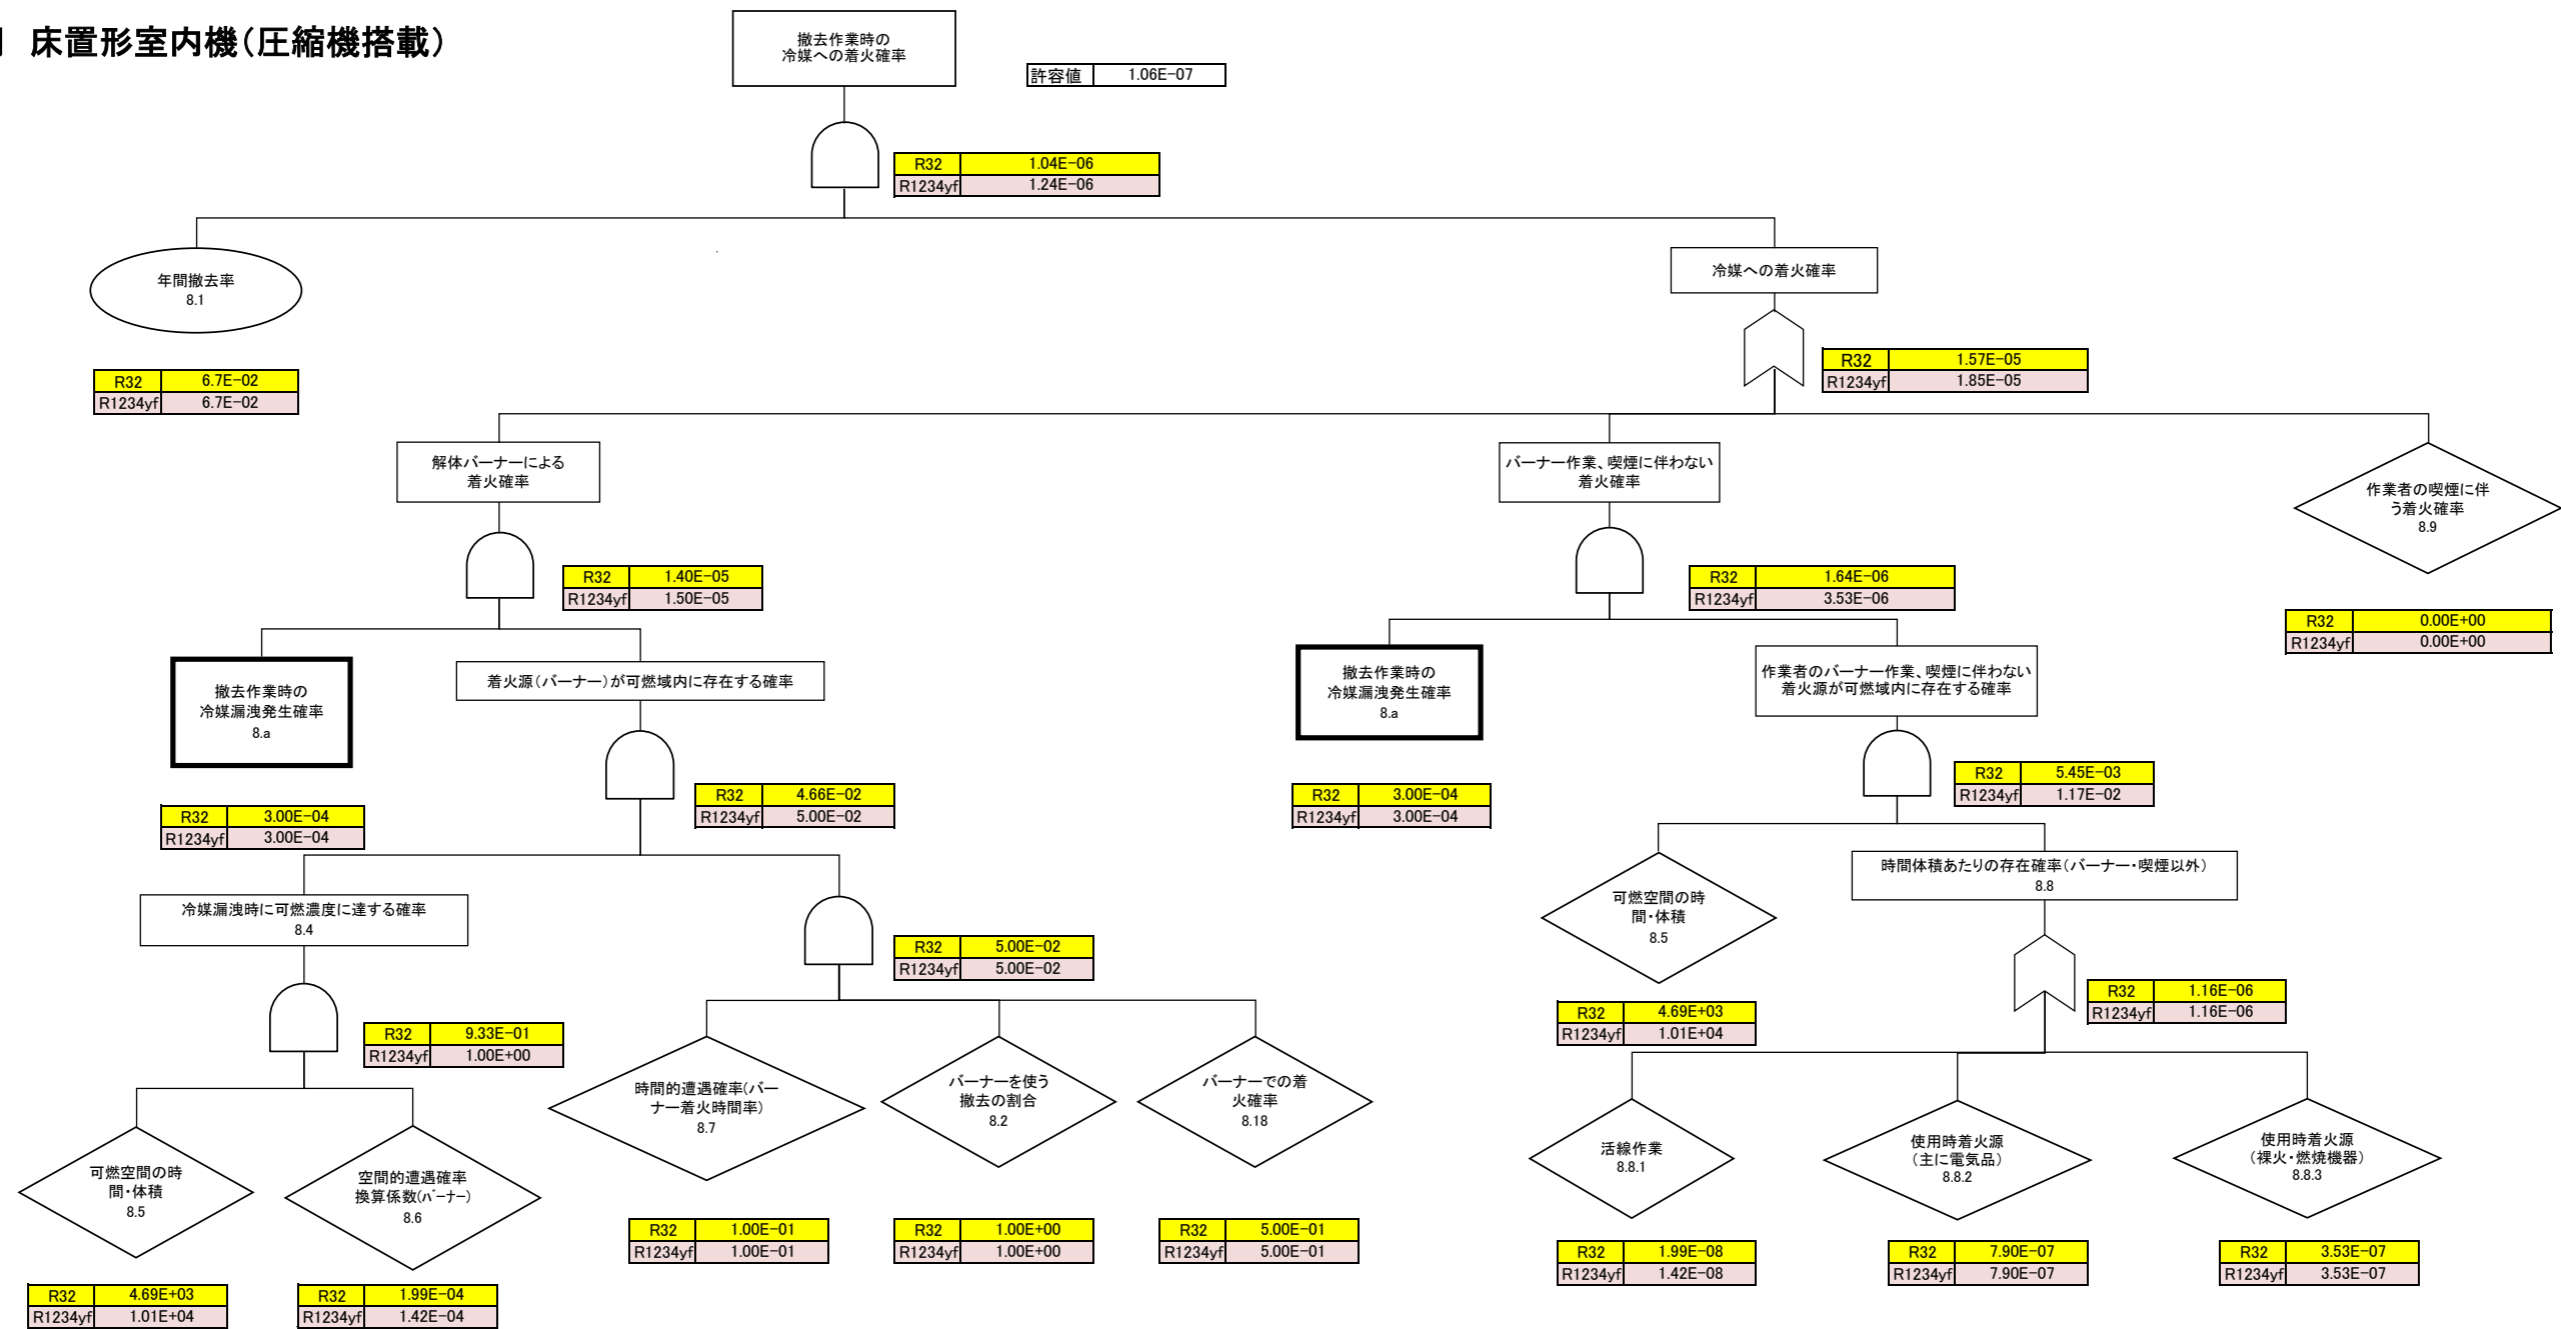 床置形室内機(圧縮機搭載)
撤去作業時の
冷媒への着火確率
許容値 1.06E-07
R32 1.04E-06
R1234yf 1.24E-06
年間撤去率
8.1
R32 6.7E-02
R1234yf 6.7E-02
冷媒への着火確率
R32 1.57E-05
R1234yf 1.85E-05
解体バーナーによる
着火確率
R32 1.40E-05
R1234yf 1.50E-05
バーナー作業、喫煙に伴わない
着火確率
R32 1.64E-06
R1234yf 3.53E-06
作業者の喫煙に伴
う着火確率
8.9
R32 0.00E+00
R1234yf 0.00E+00
撤去作業時の
冷媒漏洩発生確率
8.a
R32 3.00E-04
R1234yf 3.00E-04
着火源(バーナー)が可燃域内に存在する確率
R32 4.66E-02
R1234yf 5.00E-02
撤去作業時の
冷媒漏洩発生確率
8.a
R32 3.00E-04
R1234yf 3.00E-04
作業者のバーナー作業、喫煙に伴わない
着火源が可燃域内に存在する確率
R32 5.45E-03
R1234yf 1.17E-02
冷媒漏洩時に可燃濃度に達する確率
8.4
R32 9.33E-01
R1234yf 1.00E+00
R32 5.00E-02
R1234yf 5.00E-02
可燃空間の時
間・体積
8.5
R32 4.69E+03
R1234yf 1.01E+04
時間体積あたりの存在確率(バーナー・喫煙以外)
8.8
R32 1.16E-06
R1234yf 1.16E-06
可燃空間の時
間・体積
8.5
R32 4.69E+03
R1234yf 1.01E+04
空間的遭遇確率
換算係数(バーナー)
8.6
R32 1.99E-04
R1234yf 1.42E-04
時間的遭遇確率(バー
ナー着火時間率)
8.7
R32 1.00E-01
R1234yf 1.00E-01
バーナーを使う
撤去の割合
8.2
R32 1.00E+00
R1234yf 1.00E+00
バーナーでの着
火確率
8.18
R32 5.00E-01
R1234yf 5.00E-01
活線作業
8.8.1
R32 1.99E-08
R1234yf 1.42E-08
使用時着火源
(主に電気品)
8.8.2
R32 7.90E-07
R1234yf 7.90E-07
使用時着火源
(裸火・燃焼機器)
8.8.3
R32 3.53E-07
R1234yf 3.53E-07